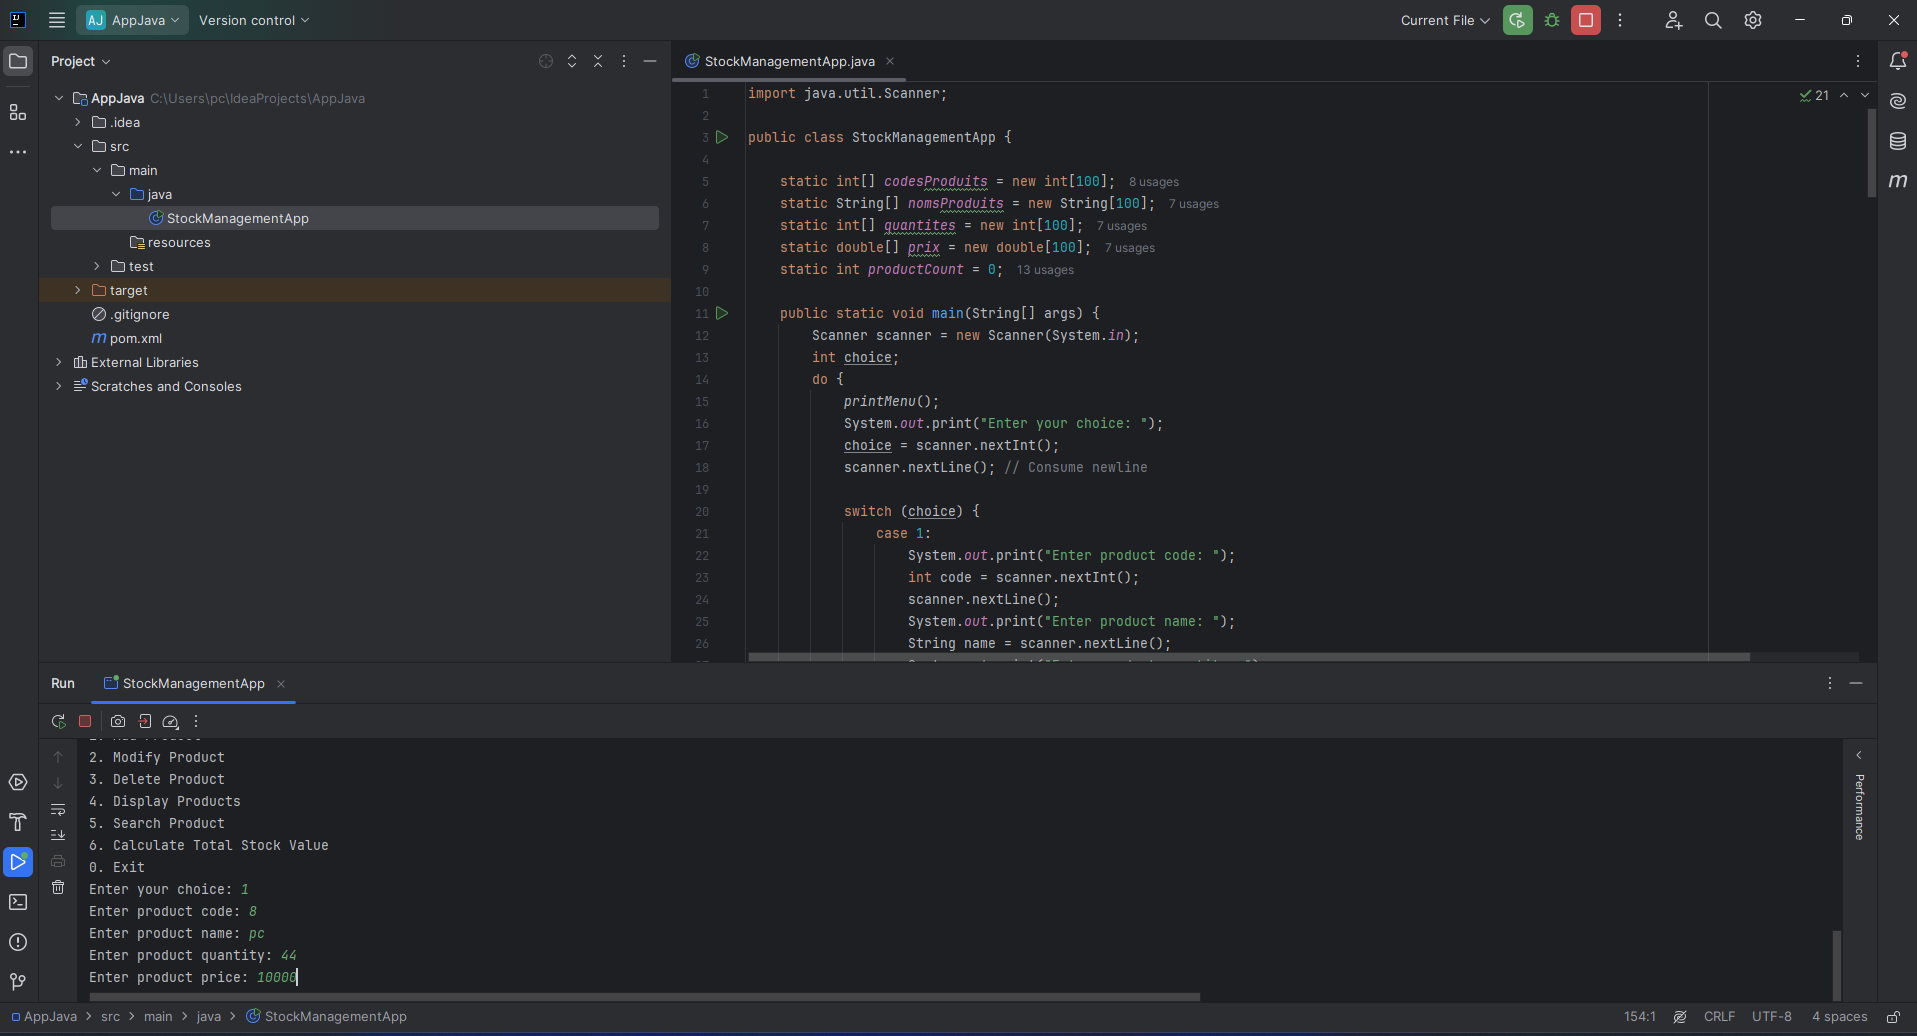 AJ AppJava Version control Current File
Project
AppJava C:\Users\pc\IdeaProjects\AppJava
.idea
src
main
java
StockManagementApp
resources
test
target
.gitignore
m pom.xml
External Libraries
Scratches and Consoles
StockManagementApp.java
21
1 import java.util.Scanner;
2
3 public class StockManagementApp {
4
5 static int[] codesProduits = new int[100]; 8 usages
6 static String[] nomsProduits = new String[100]; 7 usages
7 static int[] quantites = new int[100]; 7 usages
8 static double[] prix = new double[100]; 7 usages
9 static int productCount = 0; 13 usages
10
11 public static void main(String[] args) {
12 Scanner scanner = new Scanner(System.in);
13 int choice;
14 do {
15 printMenu();
16 System.out.print("Enter your choice: ");
17 choice = scanner.nextInt();
18 scanner.nextLine(); // Consume newline
19
20 switch (choice) {
21 case 1:
22 System.out.print("Enter product code: ");
23 int code = scanner.nextInt();
24 scanner.nextLine();
25 System.out.print("Enter product name: ");
26 String name = scanner.nextLine();
m
Run StockManagementApp
2. Modify Product
3. Delete Product
4. Display Products
5. Search Product
6. Calculate Total Stock Value
0. Exit
Enter your choice: 1
Enter product code: 8
Enter product name: pc
Enter product quantity: 44
Enter product price: 10000
Performance
AppJava > src > main > java > StockManagementApp
154:1 CRLF UTF-8 4 spaces